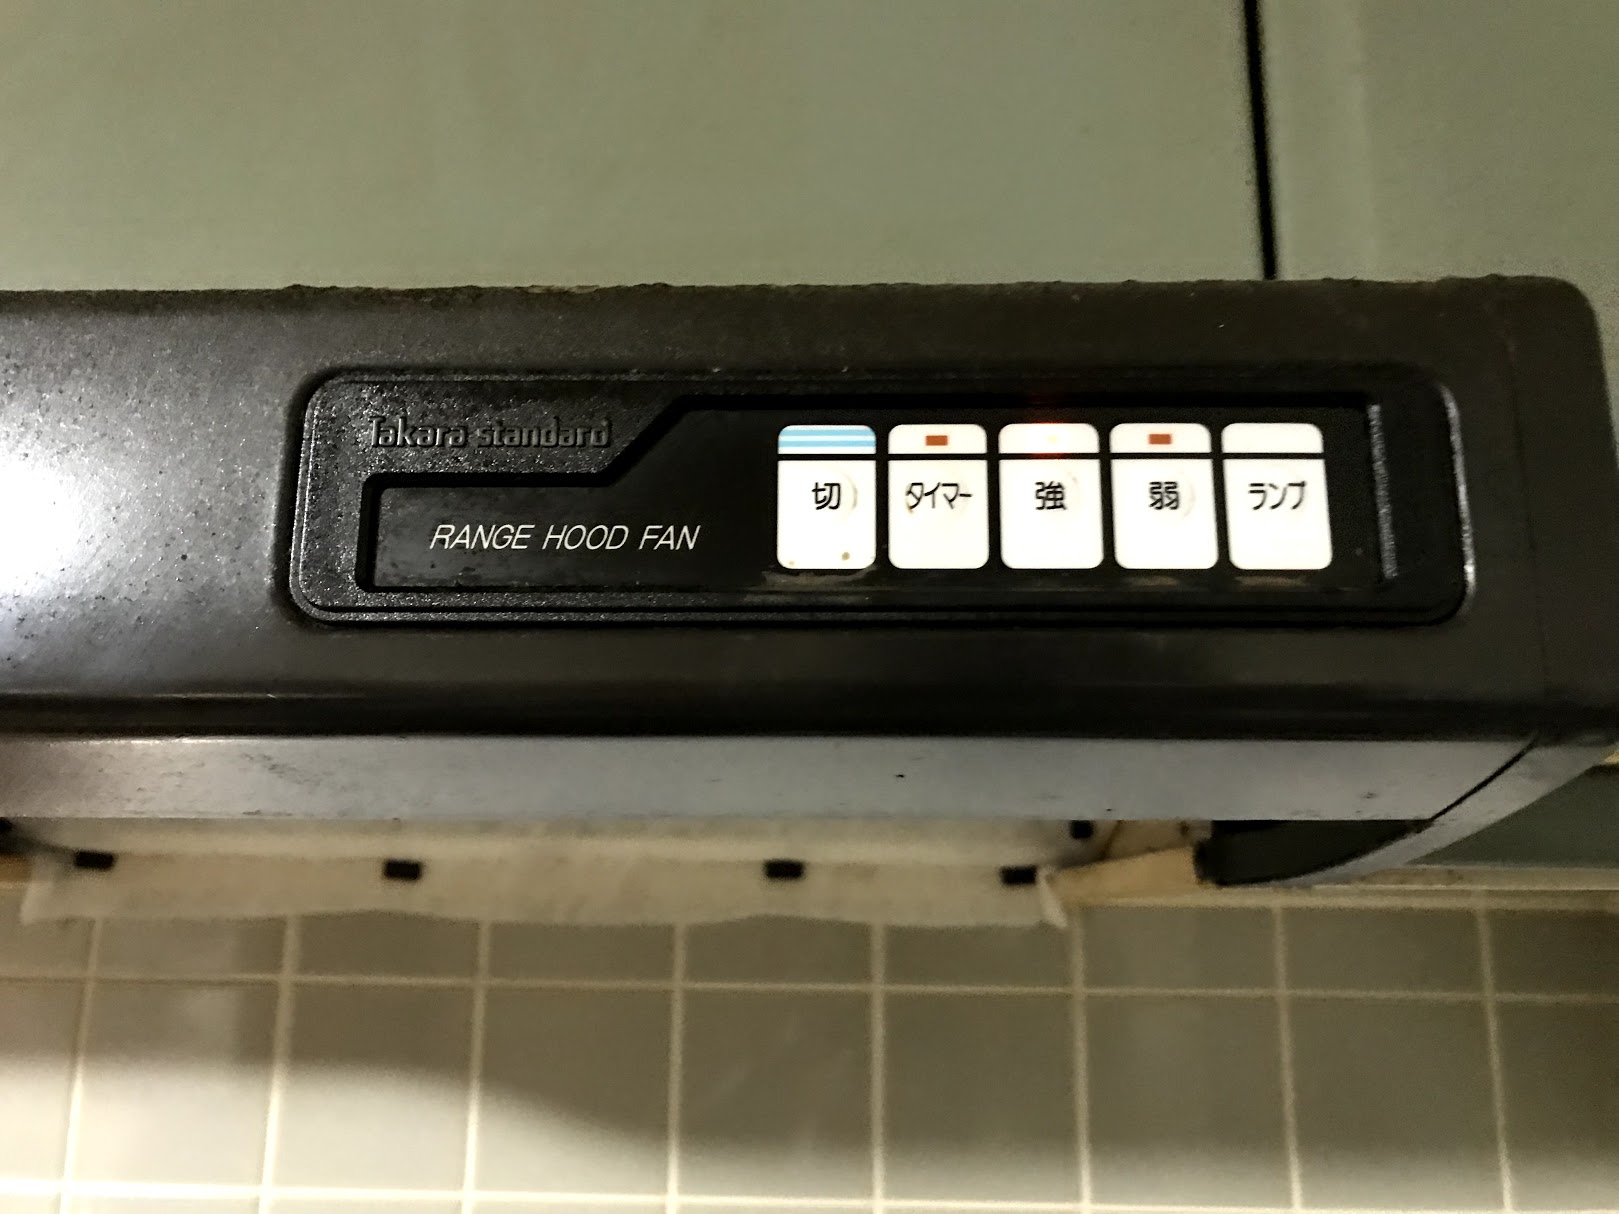 Takara standard
RANGE HOOD FAN
切 タイマー 強 弱 ランプ